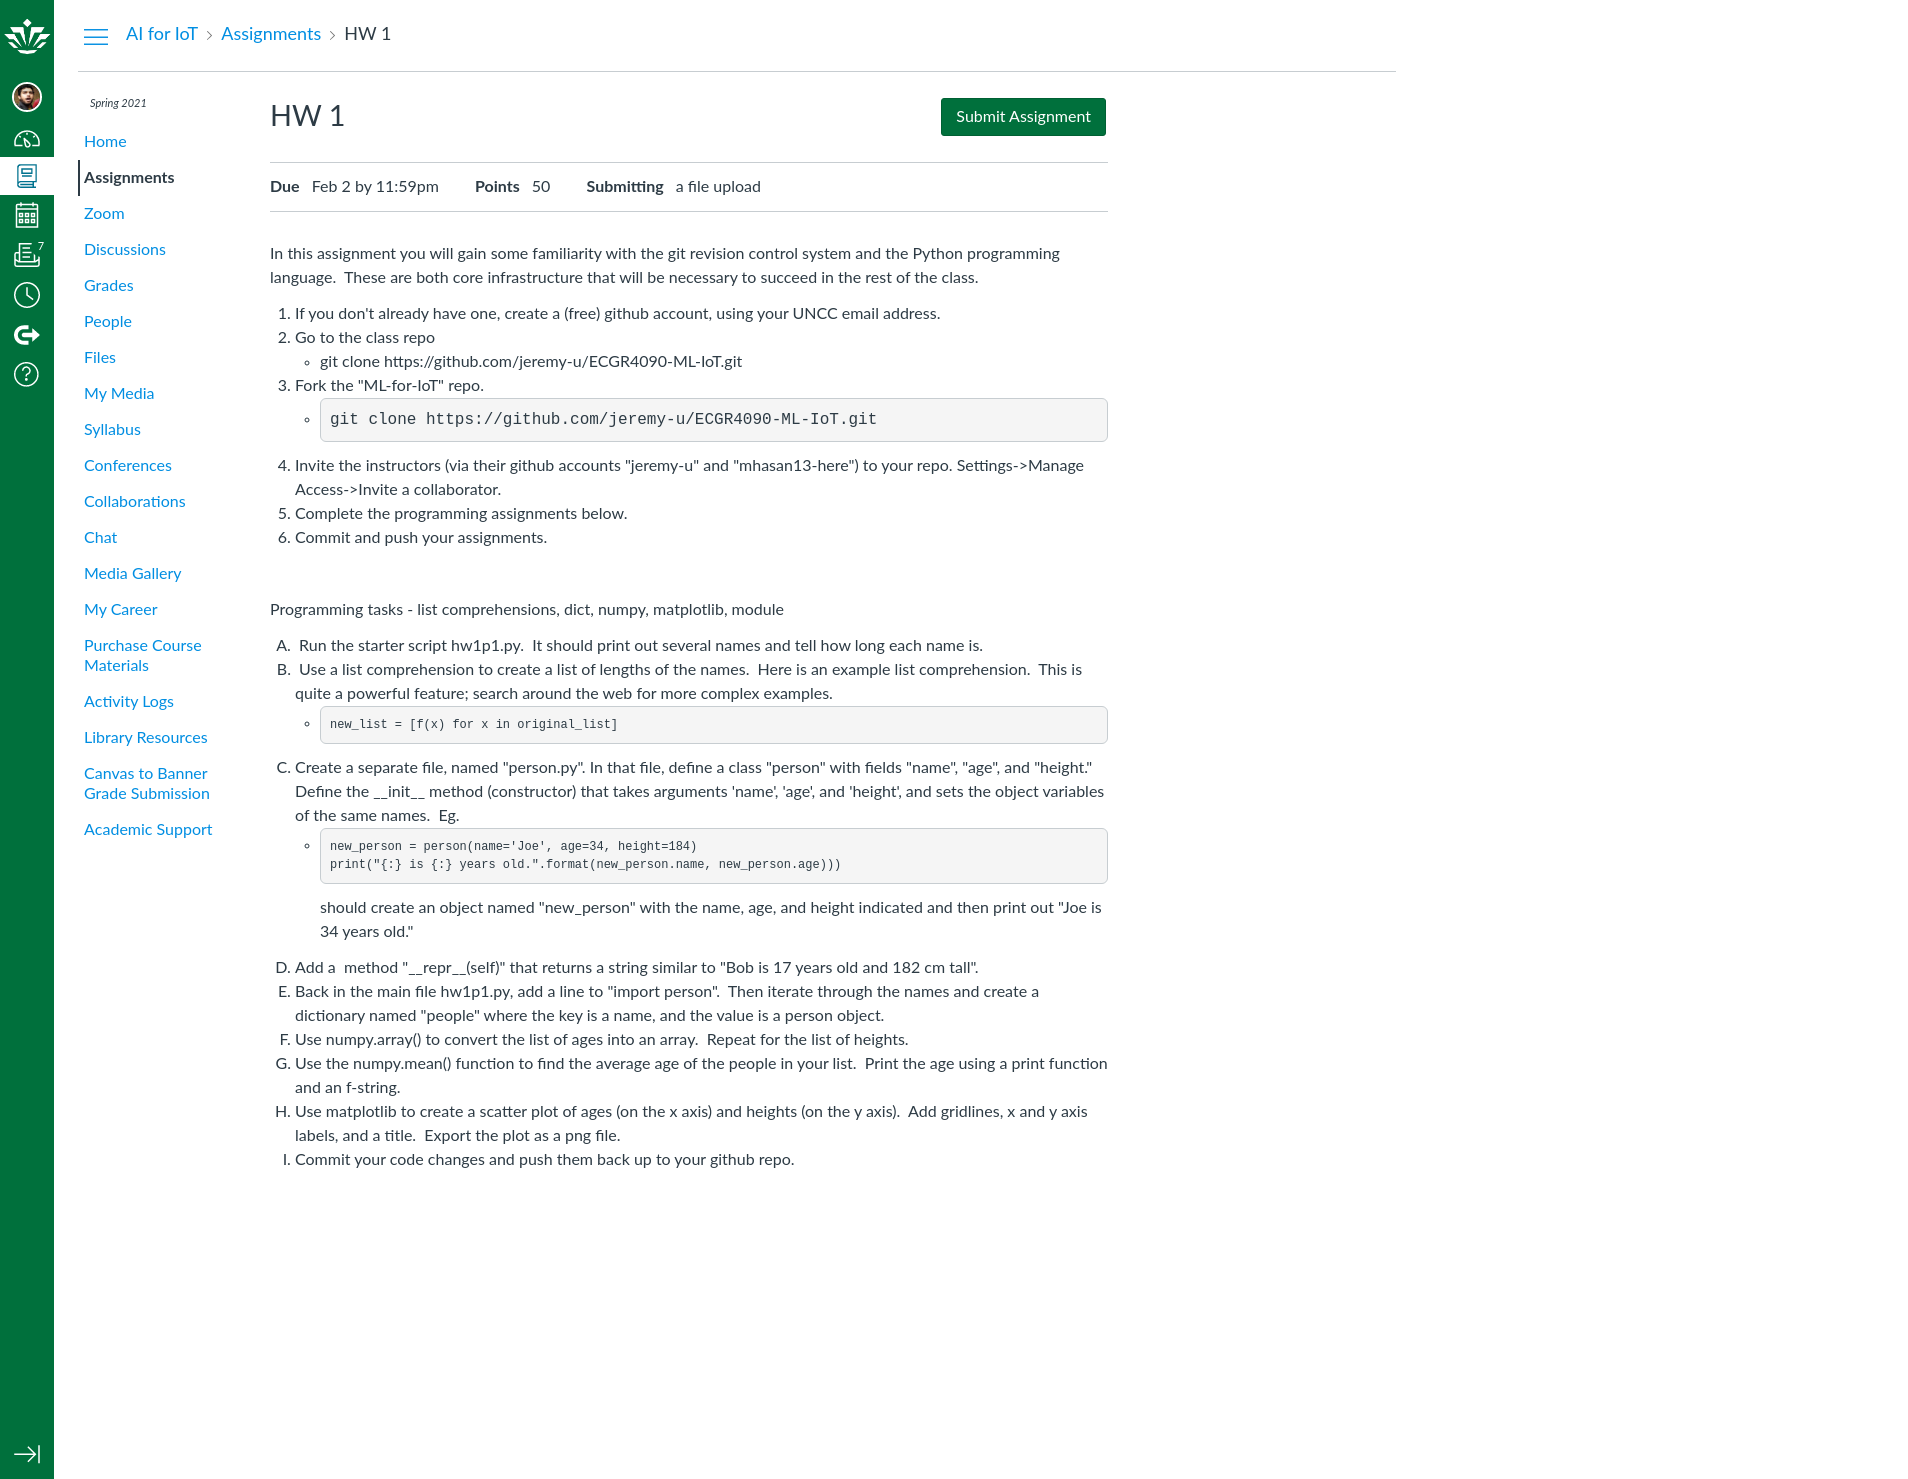 AI for IoT › Assignments › HW 1
7
Spring 2021
Home
Assignments
Zoom
Discussions
Grades
People
Files
My Media
Syllabus
Conferences
Collaborations
Chat
Media Gallery
My Career
Purchase Course
Materials
Activity Logs
Library Resources
Canvas to Banner
Grade Submission
Academic Support
HW 1
Submit Assignment
Due Feb 2 by 11:59pm Points 50 Submitting a file upload
In this assignment you will gain some familiarity with the git revision control system and the Python programming
language.  These are both core infrastructure that will be necessary to succeed in the rest of the class.
1. If you don't already have one, create a (free) github account, using your UNCC email address.
2. Go to the class repo
◦ git clone https://github.com/jeremy-u/ECGR4090-ML-IoT.git
3. Fork the "ML-for-IoT" repo.
◦ git clone https://github.com/jeremy-u/ECGR4090-ML-IoT.git
4. Invite the instructors (via their github accounts "jeremy-u" and "mhasan13-here") to your repo. Settings->Manage
Access->Invite a collaborator.
5. Complete the programming assignments below.
6. Commit and push your assignments.
Programming tasks - list comprehensions, dict, numpy, matplotlib, module
A.  Run the starter script hw1p1.py.  It should print out several names and tell how long each name is.
B.  Use a list comprehension to create a list of lengths of the names.  Here is an example list comprehension.  This is
quite a powerful feature; search around the web for more complex examples.
◦ new_list = [f(x) for x in original_list]
C. Create a separate file, named "person.py". In that file, define a class "person" with fields "name", "age", and "height."
Define the __init__ method (constructor) that takes arguments 'name', 'age', and 'height', and sets the object variables
of the same names.  Eg.
◦ new_person = person(name='Joe', age=34, height=184)
print("{:} is {:} years old.".format(new_person.name, new_person.age)))
should create an object named "new_person" with the name, age, and height indicated and then print out "Joe is
34 years old."
D. Add a  method "__repr__(self)" that returns a string similar to "Bob is 17 years old and 182 cm tall".
E. Back in the main file hw1p1.py, add a line to "import person".  Then iterate through the names and create a
dictionary named "people" where the key is a name, and the value is a person object.
F. Use numpy.array() to convert the list of ages into an array.  Repeat for the list of heights.
G. Use the numpy.mean() function to find the average age of the people in your list.  Print the age using a print function
and an f-string.
H. Use matplotlib to create a scatter plot of ages (on the x axis) and heights (on the y axis).  Add gridlines, x and y axis
labels, and a title.  Export the plot as a png file.
I. Commit your code changes and push them back up to your github repo.